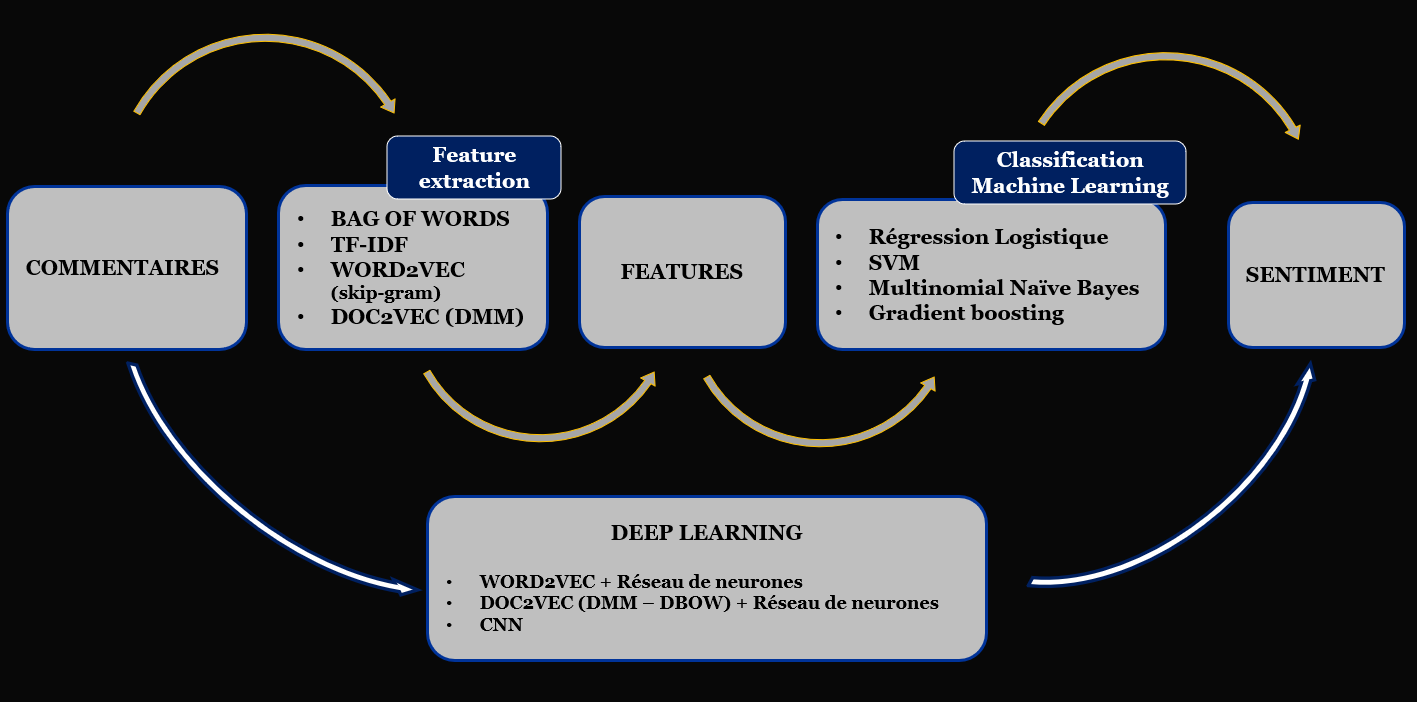 COMMENTAIRES
Feature
extraction
• BAG OF WORDS
• TF-IDF
• WORD2VEC
(skip-gram)
• DOC2VEC (DMM)
FEATURES
Classification
Machine Learning
• Régression Logistique
• SVM
• Multinomial Naïve Bayes
• Gradient boosting
SENTIMENT
DEEP LEARNING
• WORD2VEC + Réseau de neurones
• DOC2VEC (DMM – DBOW) + Réseau de neurones
• CNN